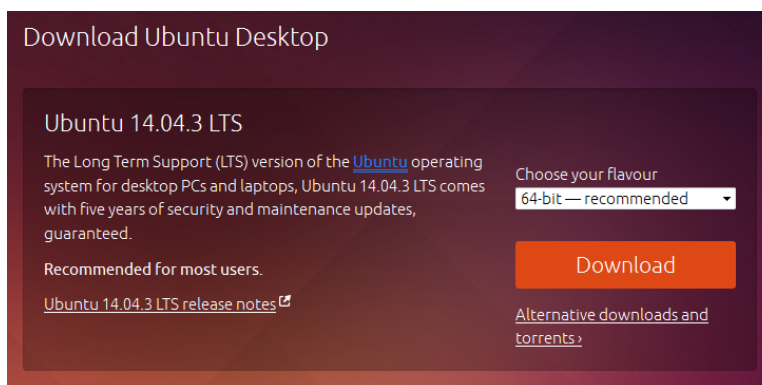 Download Ubuntu Desktop
Ubuntu 14.04.3 LTS
The Long Term Support (LTS) version of the Ubuntu operating
system for desktop PCs and laptops, Ubuntu 14.04.3 LTS comes
with five years of security and maintenance updates,
guaranteed.
Recommended for most users.
Ubuntu 14.04.3 LTS release notes
Choose your flavour
64-bit — recommended
Download
Alternative downloads and
torrents ›